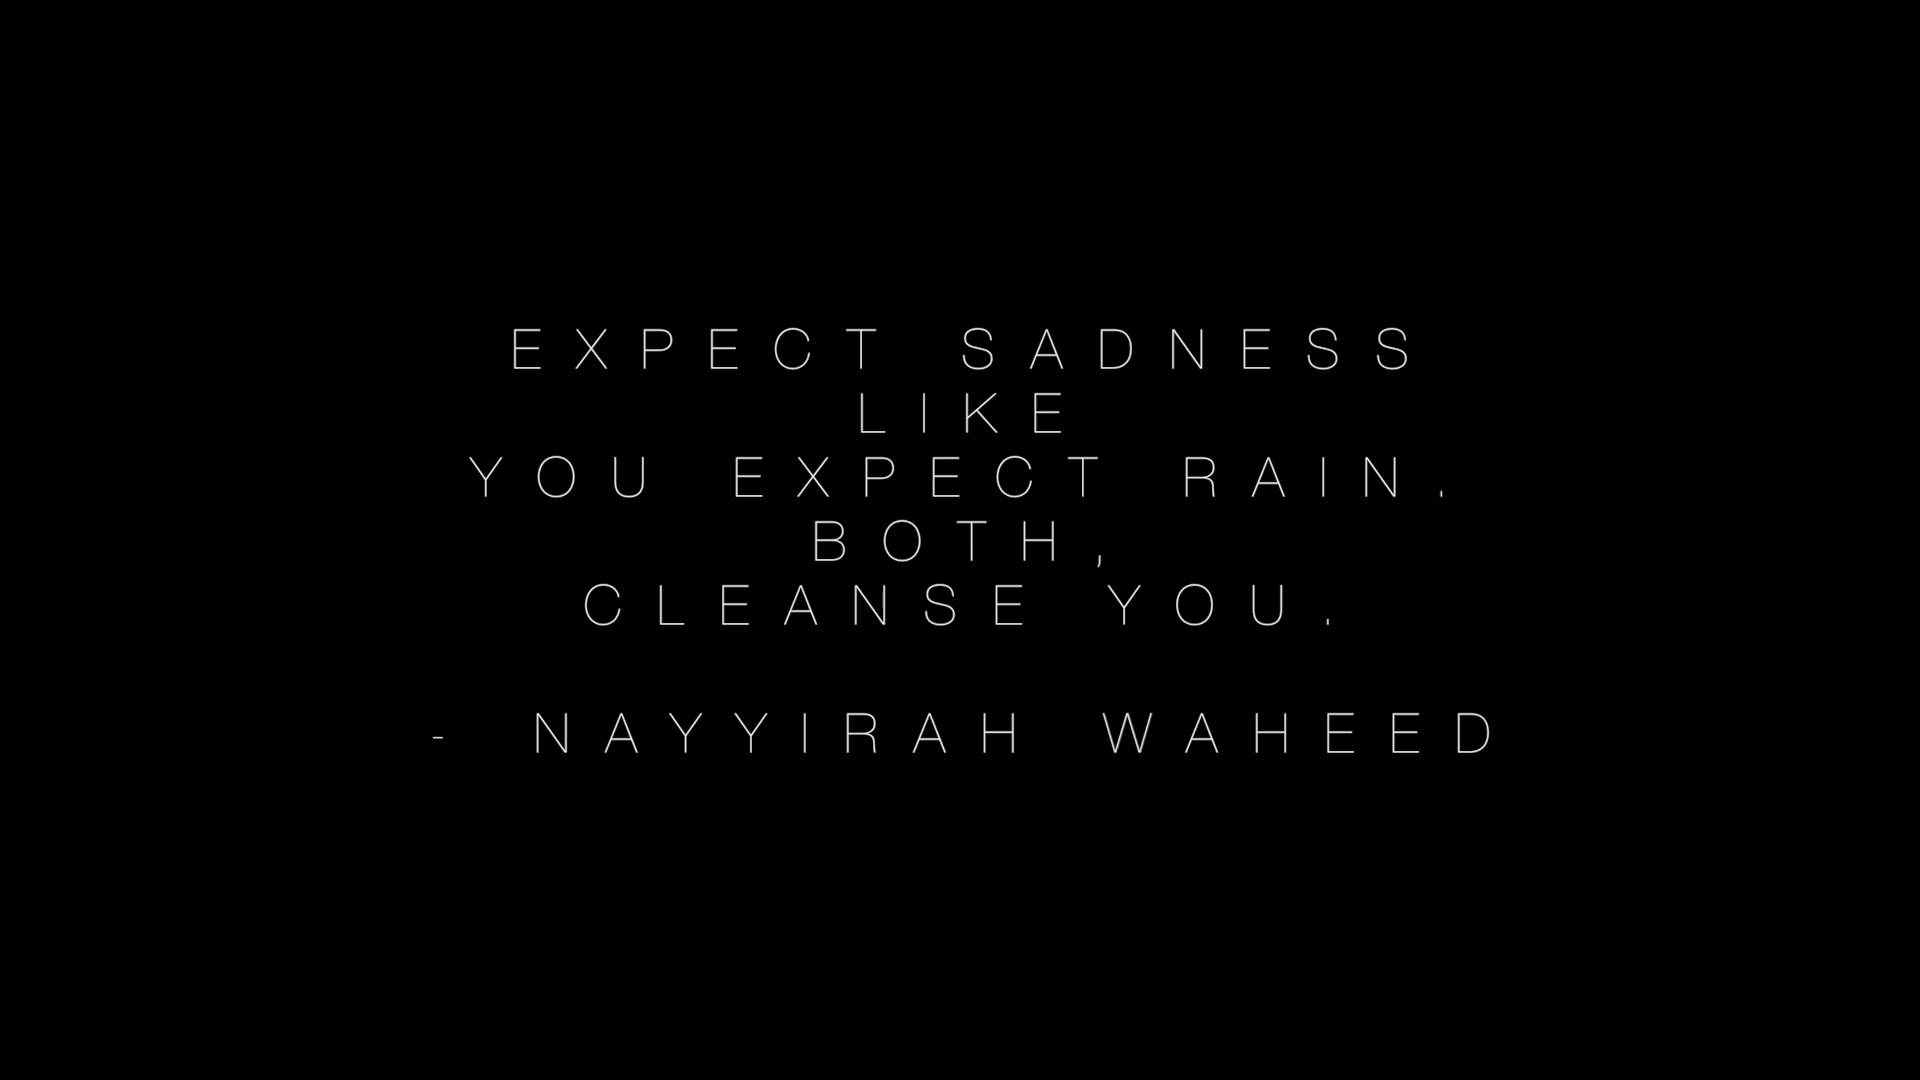 EXPECT SADNESS
LIKE
YOU EXPECT RAIN.
BOTH,
CLEANSE YOU.
- NAYYIRAH WAHEED